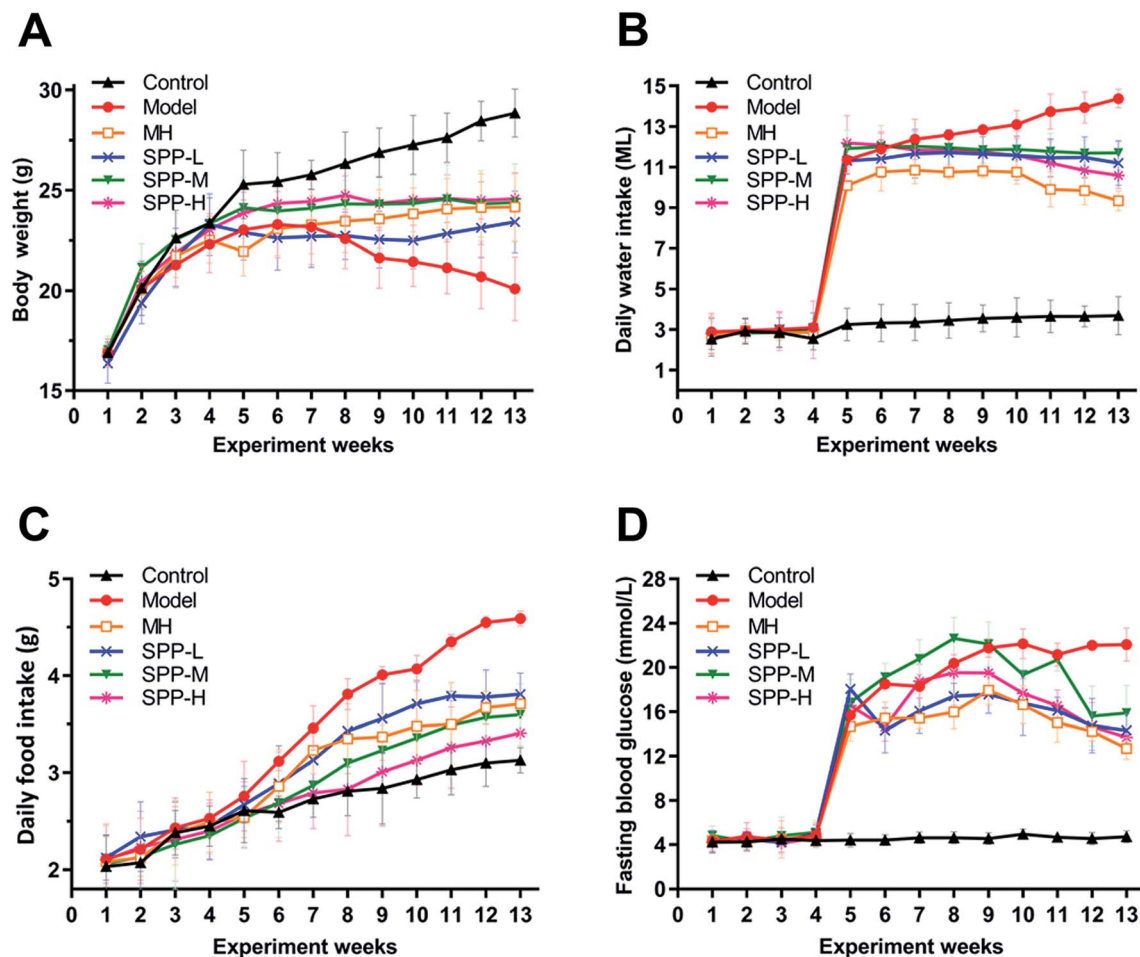 A
Body weight (g)
30
25
20
15
Control
Model
MH
SPP-L
SPP-M
SPP-H
0 1 2 3 4 5 6 7 8 9 10 11 12 13
Experiment weeks
B
Daily water intake (ML)
15
13
11
9
7
5
3
1
Control
Model
MH
SPP-L
SPP-M
SPP-H
0 1 2 3 4 5 6 7 8 9 10 11 12 13
Experiment weeks
C
Daily food intake (g)
5
4
3
2
Control
Model
MH
SPP-L
SPP-M
SPP-H
0 1 2 3 4 5 6 7 8 9 10 11 12 13
Experiment weeks
D
Fasting blood glucose (mmol/L)
28
24
20
16
12
8
4
0
Control
Model
MH
SPP-L
SPP-M
SPP-H
0 1 2 3 4 5 6 7 8 9 10 11 12 13
Experiment weeks